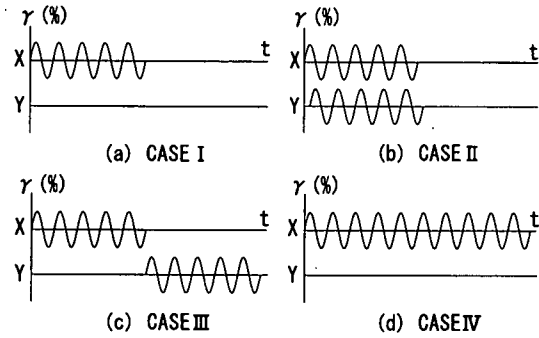 γ (%)
X
t
Y
(a) CASE Ⅰ
γ (%)
X
t
Y
(b) CASE Ⅱ
γ (%)
X
t
Y
(c) CASE Ⅲ
γ (%)
X
t
Y
(d) CASE Ⅳ